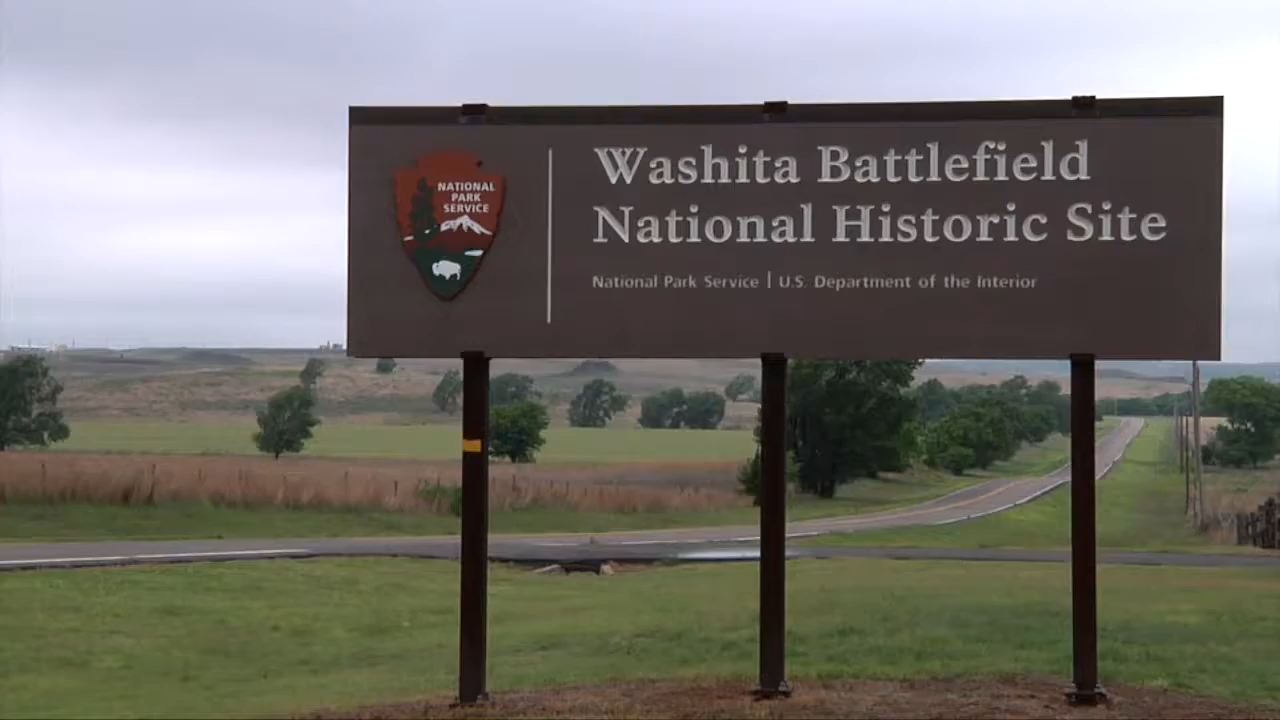 NATIONAL
PARK
SERVICE
Washita Battlefield
National Historic Site
National Park Service | U.S. Department of the Interior